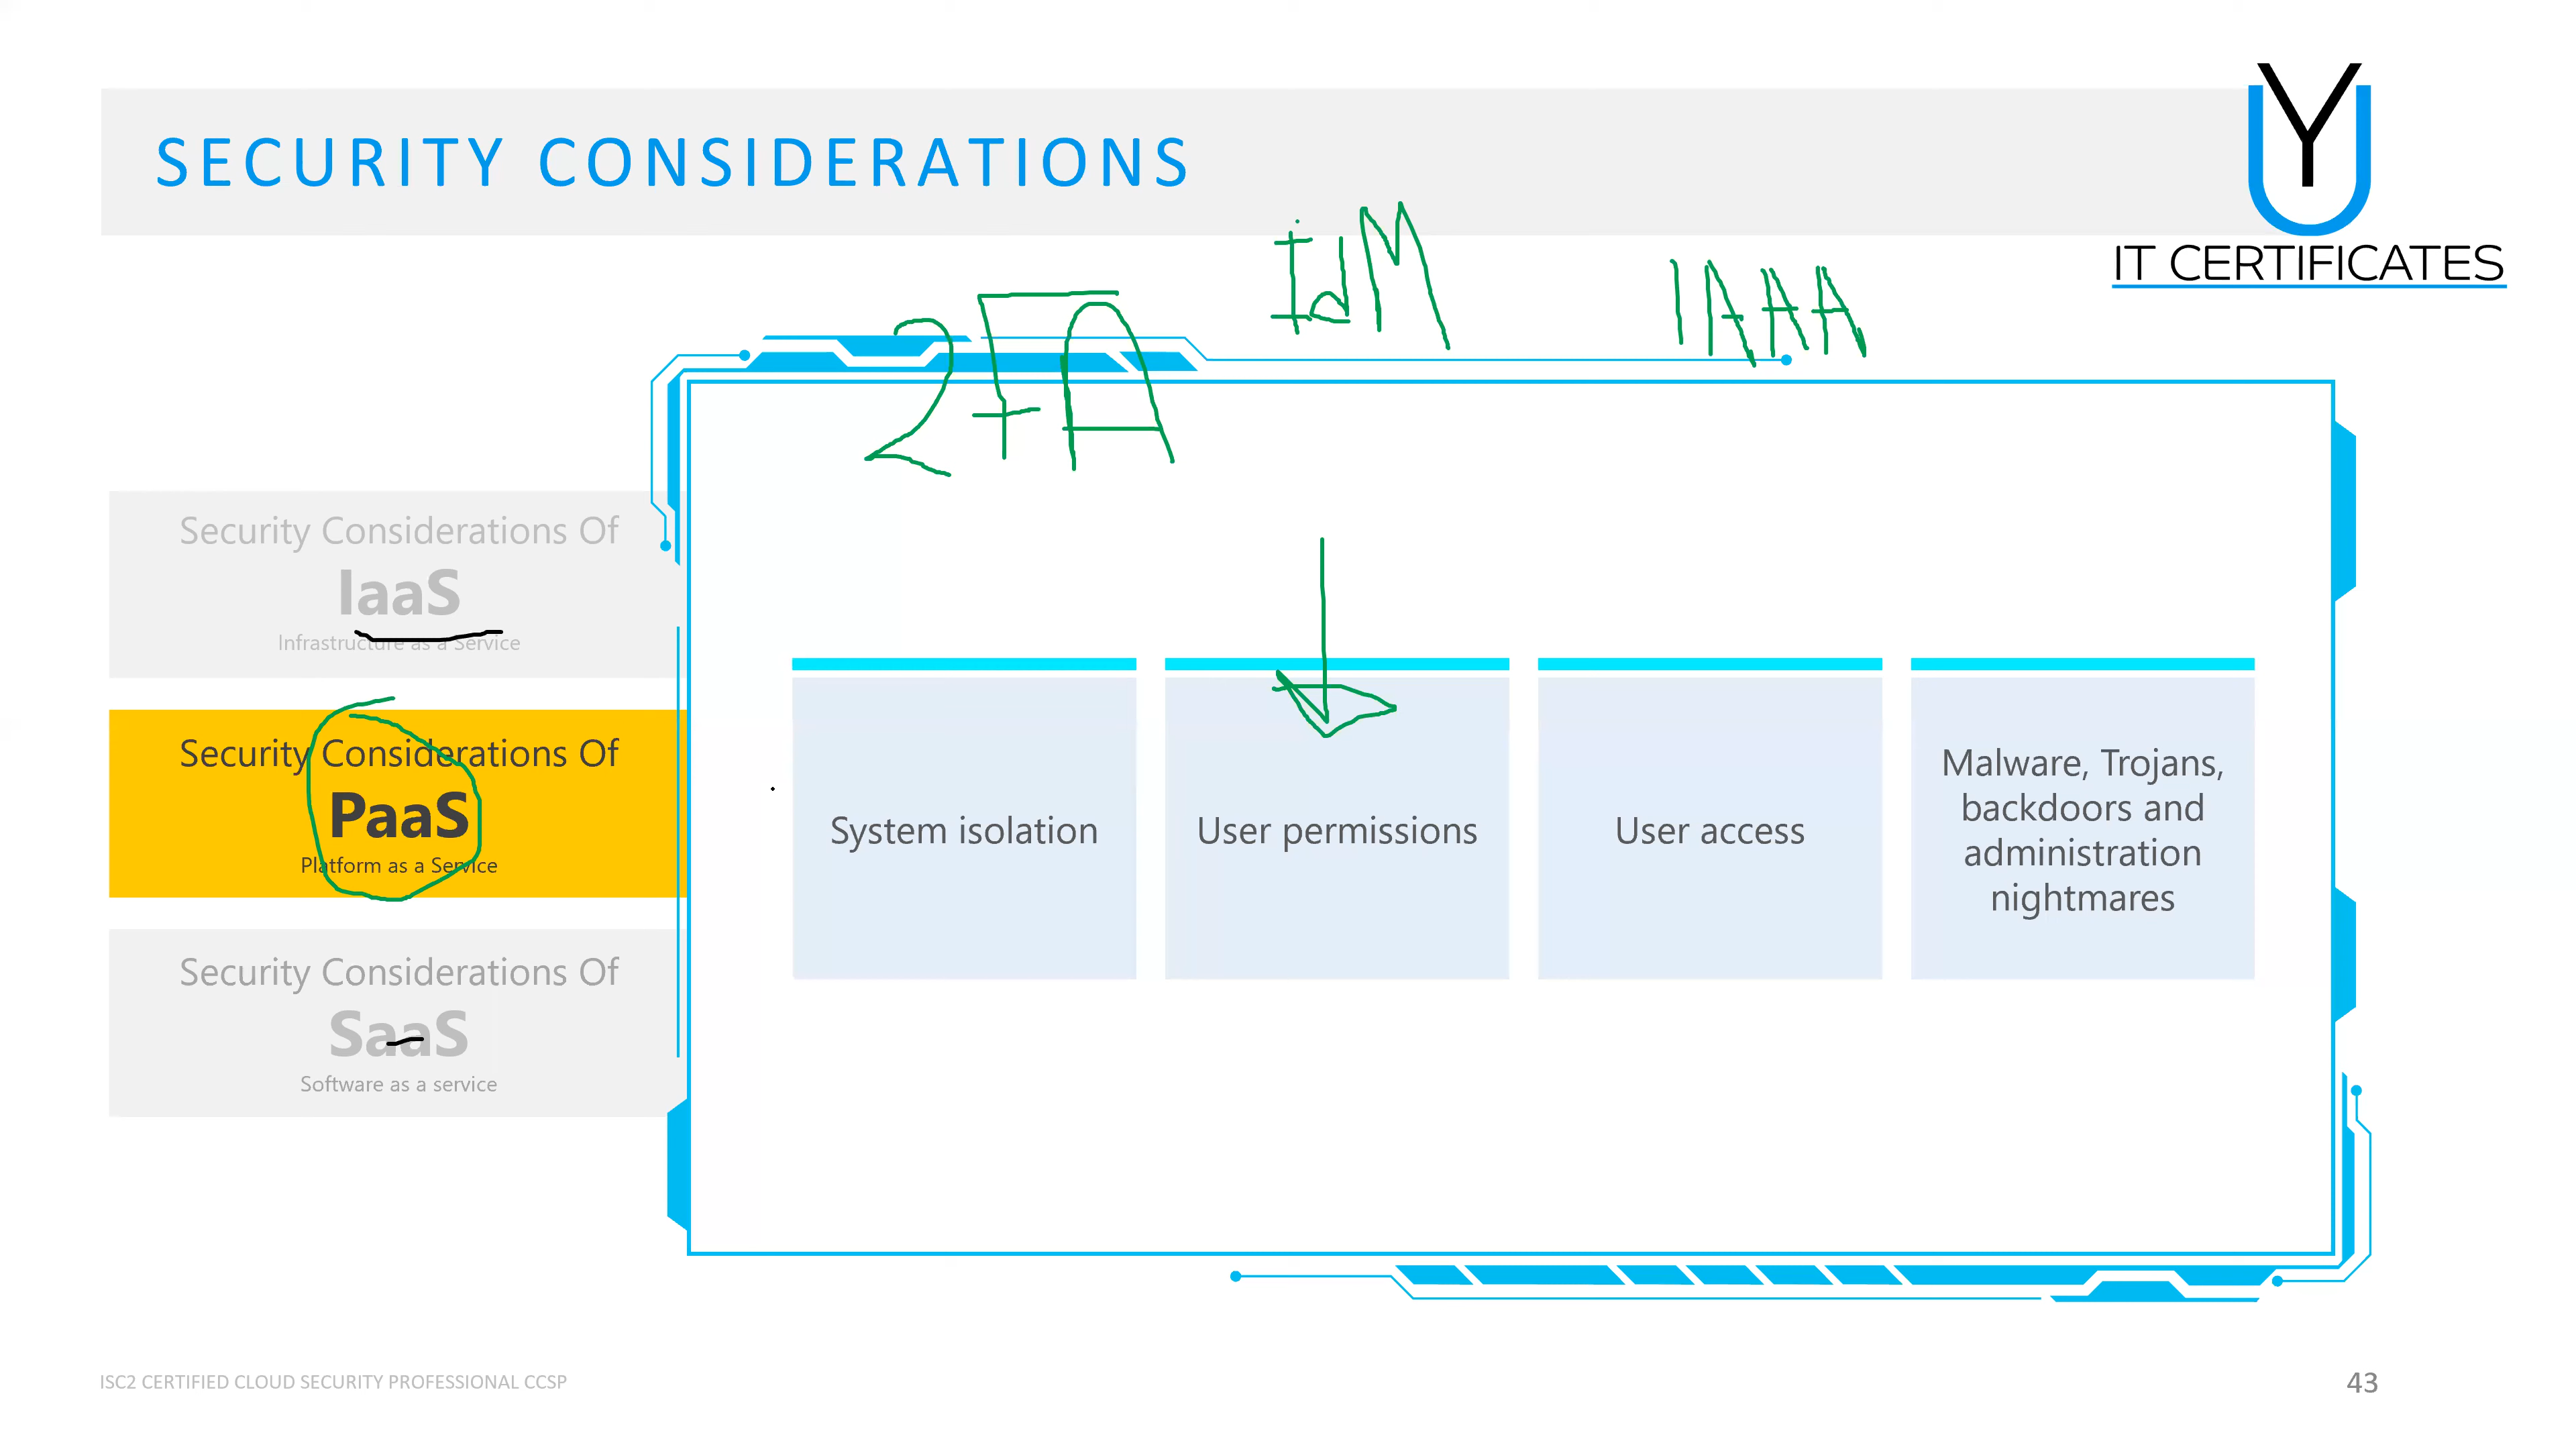 SECURITY CONSIDERATIONS
Y
IT CERTIFICATES
2FA
IdM
IAAA
Security Considerations Of
IaaS
Infrastructure as a Service
Security Considerations Of
PaaS
Platform as a Service
Security Considerations Of
SaaS
Software as a service
System isolation
User permissions
User access
Malware, Trojans,
backdoors and
administration
nightmares
ISC2 CERTIFIED CLOUD SECURITY PROFESSIONAL CCSP
43